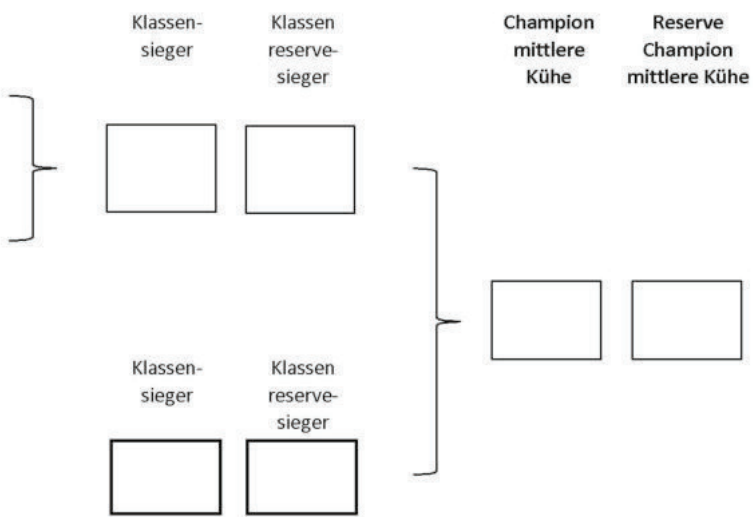 Klassen-
sieger
Klassen
reserve-
sieger
Champion
mittlere
Kühe
Reserve
Champion
mittlere Kühe
Klassen-
sieger
Klassen
reserve-
sieger